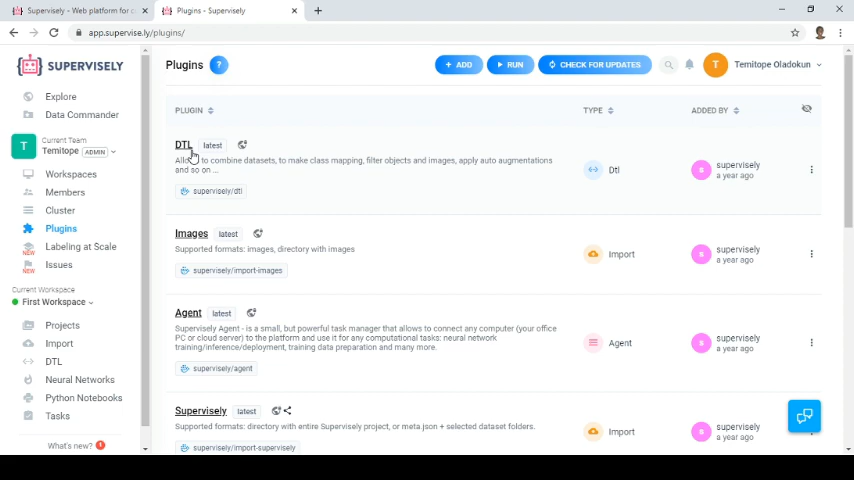 Supervisely - Web platform for c
Plugins - Supervisely
app.supervise.ly/plugins/
SUPERVISELY
Explore
Data Commander
T
Current Team
Temitope ADMIN
Workspaces
Members
Cluster
Plugins
Labeling at Scale
NEW
Issues
NEW
Current Workspace
First Workspace
Projects
Import
DTL
Neural Networks
Python Notebooks
Tasks
What's new? 1
Plugins ?
+ ADD
RUN
CHECK FOR UPDATES
T
Temitope Oladokun
PLUGIN
TYPE
ADDED BY
DTL latest
to combine datasets, to make class mapping, filter objects and images, apply auto augmentations
and so on ...
supervisely/dtl
Dtl
s
supervisely
a year ago
Images latest
Supported formats: images, directory with images
supervisely/import-images
Import
s
supervisely
a year ago
Agent latest
Supervisely Agent - is a small, but powerful task manager that allows to connect any computer (your office
PC or cloud server) to the platform and use it for any computational tasks: neural network
training/inference/deployment, training data preparation and many more.
supervisely/agent
Agent
s
supervisely
a year ago
Supervisely latest
Supported formats: directory with entire Supervisely project, or meta json + selected dataset folders.
supervisely/import-supervisely
Import
s
supervisely
a year ago